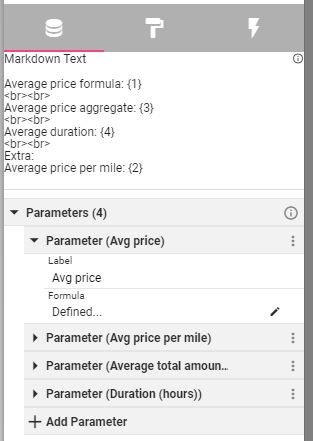 Markdown Text
Average price formula: {1}
<br><br>
Average price aggregate: {3}
<br><br>
Average duration: {4}
<br><br>
Extra:
Average price per mile: {2}
Parameters (4)
Parameter (Avg price)
Label
Avg price
Formula
Defined...
Parameter (Avg price per mile)
Parameter (Average total amoun...
Parameter (Duration (hours))
Add Parameter